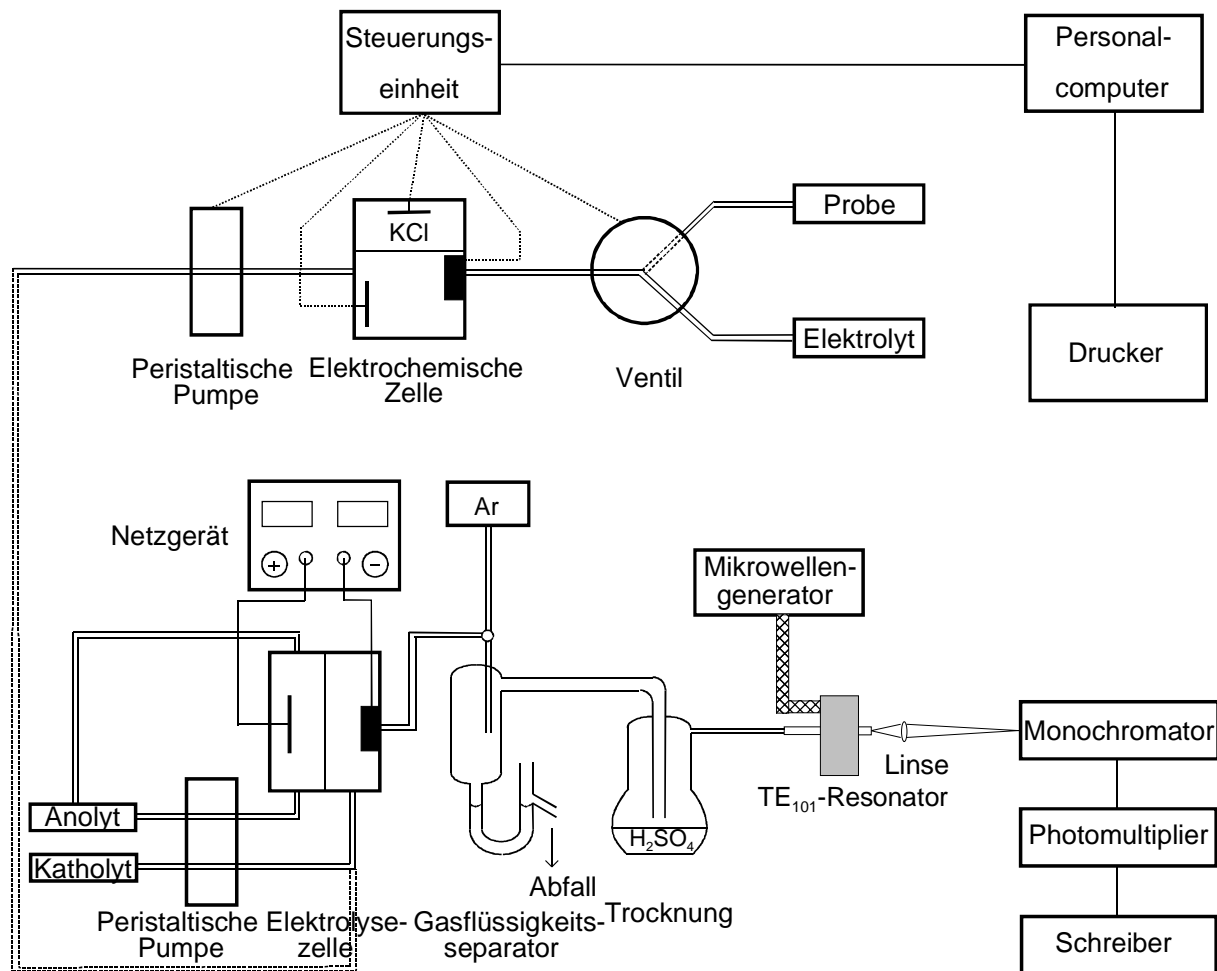 Steuerungs-
einheit
Personal-
computer
KCl
Probe
Elektrolyt
Drucker
Peristaltische
Pumpe
Elektrochemische
Zelle
Ventil
Netzgerät
+
−
Ar
Mikrowellen-
generator
Monochromator
Linse
TE₁₀₁-Resonator
Anolyt
Katholyt
H₂SO₄
Photomultiplier
Abfall
Trocknung
Peristaltische
Pumpe
Elektrolyse-
zelle
Gasflüssigkeits-
separator
Schreiber